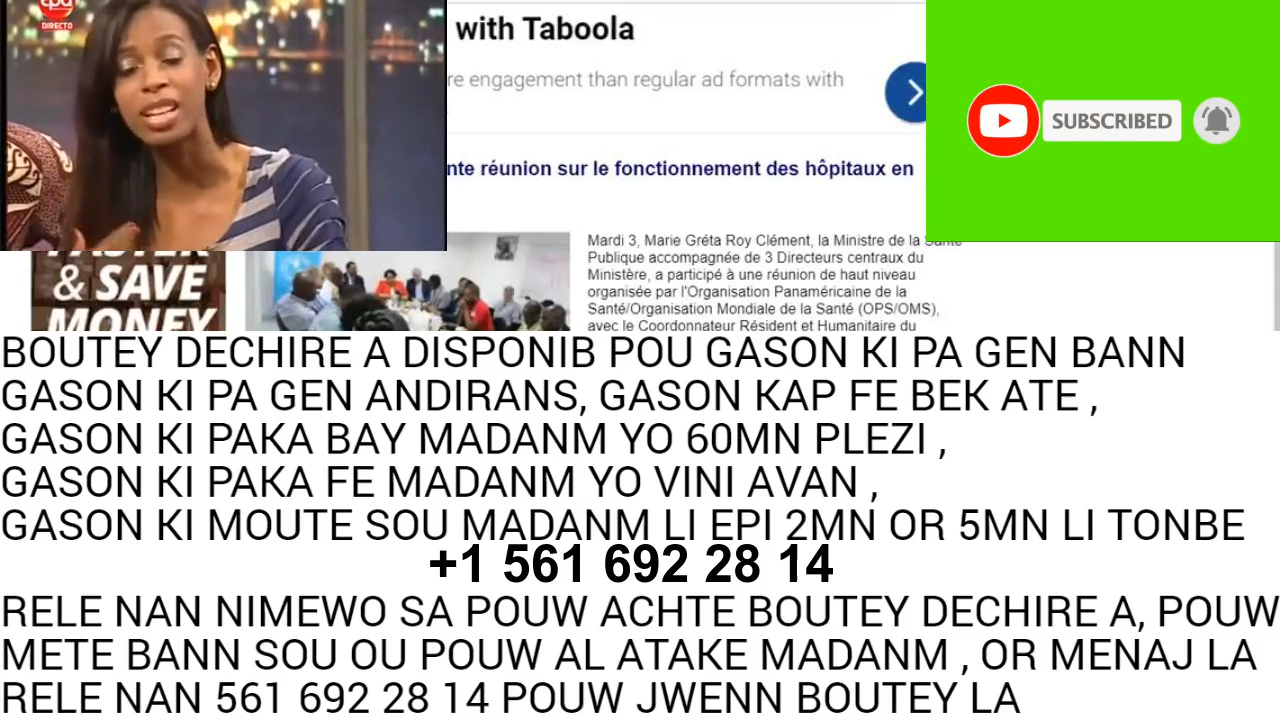 epa
DIRECTO
with Taboola
re engagement than regular ad formats with
SUBSCRIBED
nte réunion sur le fonctionnement des hôpitaux en
Mardi 3, Marie Gréta Roy Clément, la Ministre de la Santé
Publique accompagnée de 3 Directeurs centraux du
Ministère, a participé à une réunion de haut niveau
organisée par l'Organisation Panaméricaine de la
Santé/Organisation Mondiale de la Santé (OPS/OMS),
avec le Coordonnateur Résident et Humanitaire du
FASTER
& SAVE
MONEY
BOUTEY DECHIRE A DISPONIB POU GASON KI PA GEN BANN
GASON KI PA GEN ANDIRANS, GASON KAP FE BEK ATE ,
GASON KI PAKA BAY MADANM YO 60MN PLEZI ,
GASON KI PAKA FE MADANM YO VINI AVAN ,
GASON KI MOUTE SOU MADANM LI EPI 2MN OR 5MN LI TONBE
+1 561 692 28 14
RELE NAN NIMEWO SA POUW ACHTE BOUTEY DECHIRE A, POUW
METE BANN SOU OU POUW AL ATAKE MADANM , OR MENAJ LA
RELE NAN 561 692 28 14 POUW JWENN BOUTEY LA